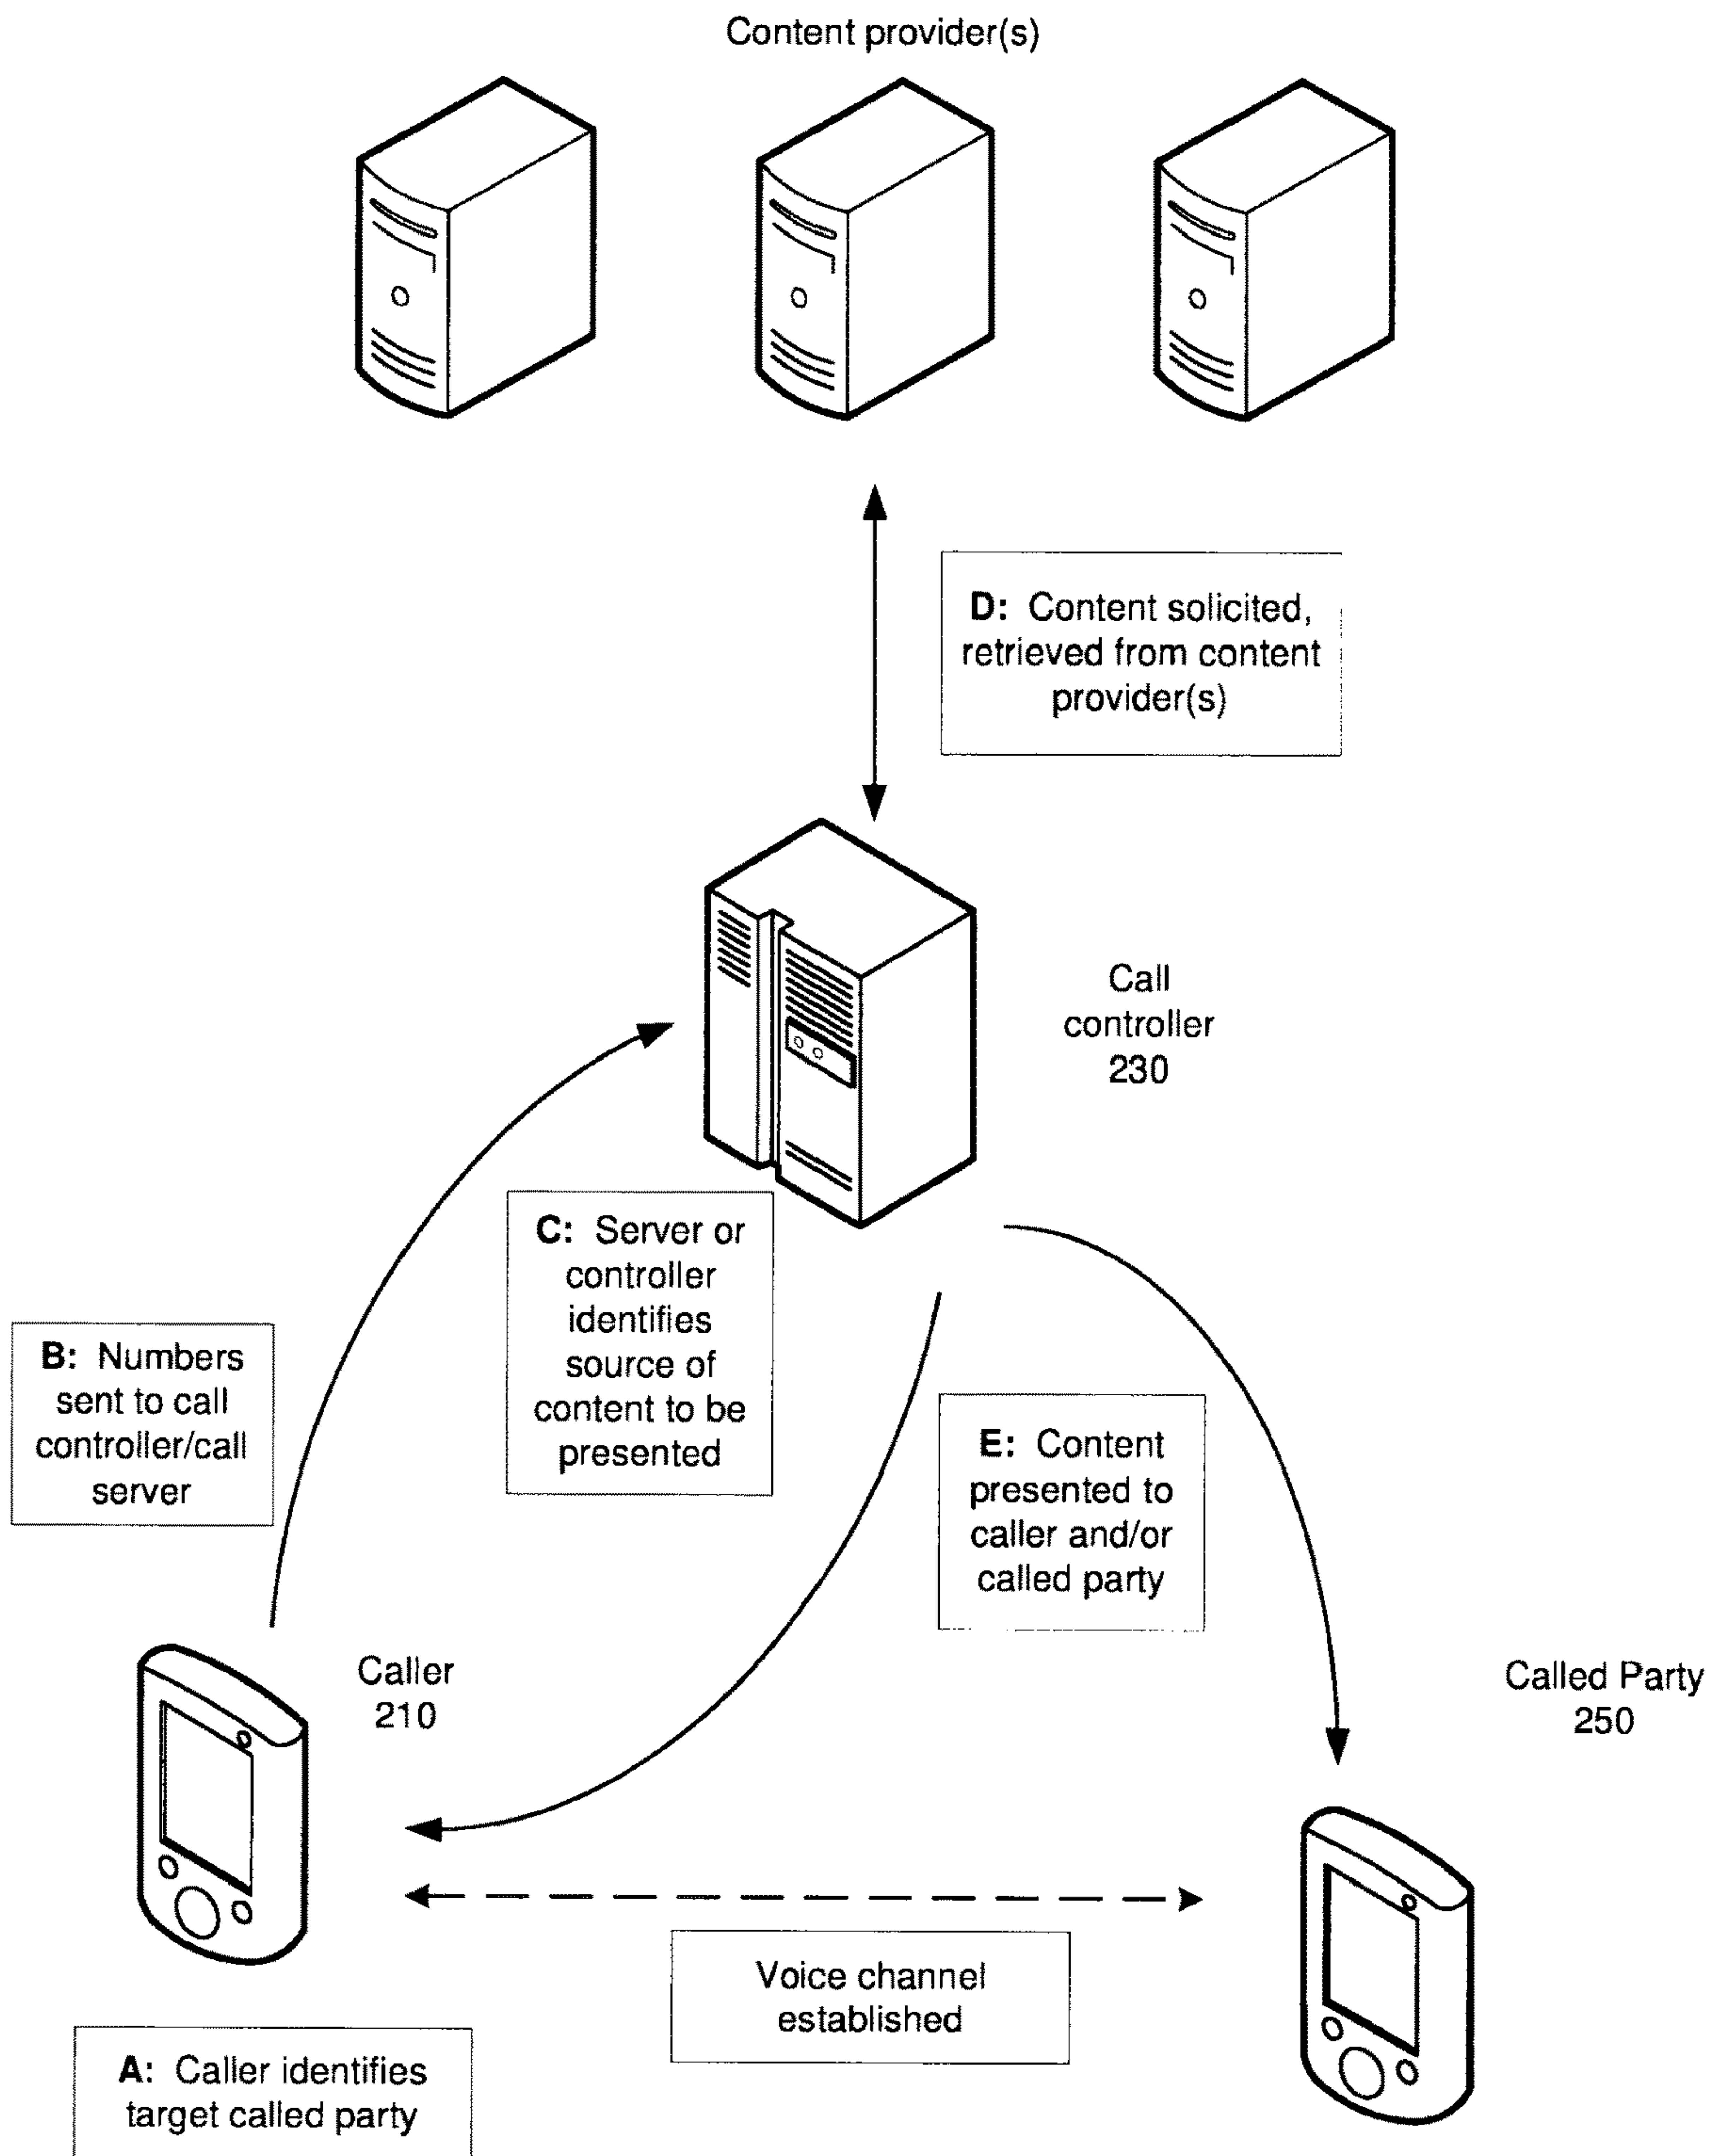 Content provider(s)
D: Content solicited,
retrieved from content
provider(s)
Call
controller
230
C: Server or
controller
identifies
source of
content to be
presented
B: Numbers
sent to call
controller/call
server
E: Content
presented to
caller and/or
called party
Caller
210
Called Party
250
Voice channel
established
A: Caller identifies
target called party